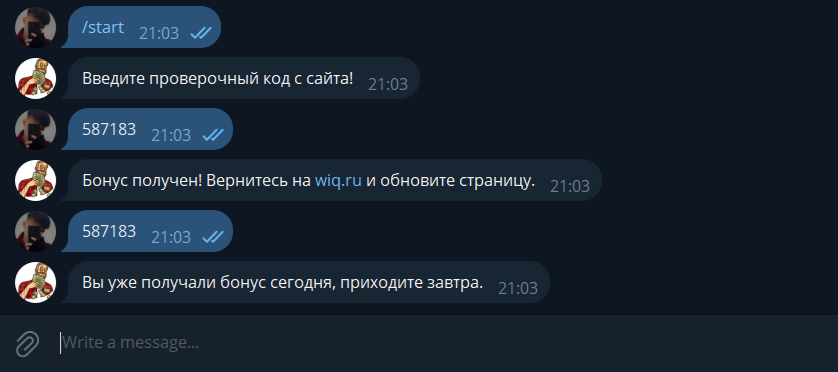 /start 21:03
Введите проверочный код с сайта! 21:03
587183 21:03
Бонус получен! Вернитесь на wiq.ru и обновите страницу. 21:03
587183 21:03
Вы уже получали бонус сегодня, приходите завтра. 21:03
Write a message...